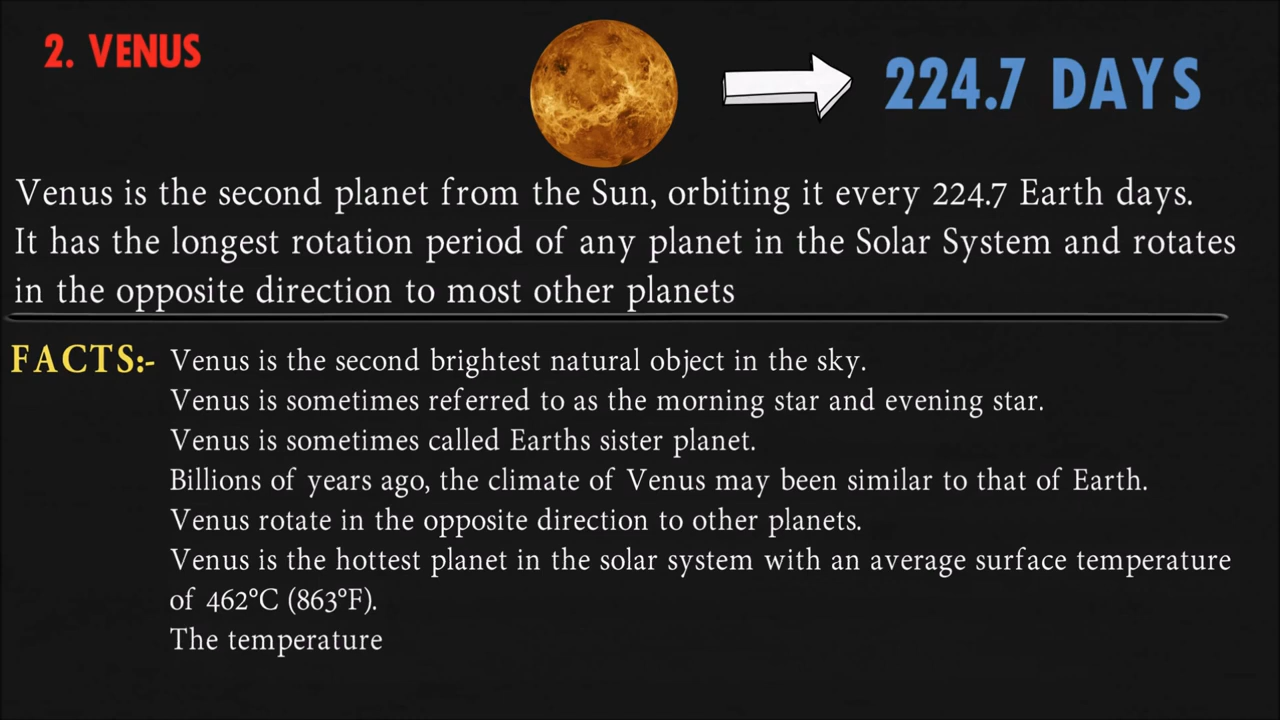 2. VENUS
224.7 DAYS
Venus is the second planet from the Sun, orbiting it every 224.7 Earth days.
It has the longest rotation period of any planet in the Solar System and rotates
in the opposite direction to most other planets
FACTS:- Venus is the second brightest natural object in the sky.
Venus is sometimes referred to as the morning star and evening star.
Venus is sometimes called Earths sister planet.
Billions of years ago, the climate of Venus may been similar to that of Earth.
Venus rotate in the opposite direction to other planets.
Venus is the hottest planet in the solar system with an average surface temperature
of 462°C (863°F).
The temperature